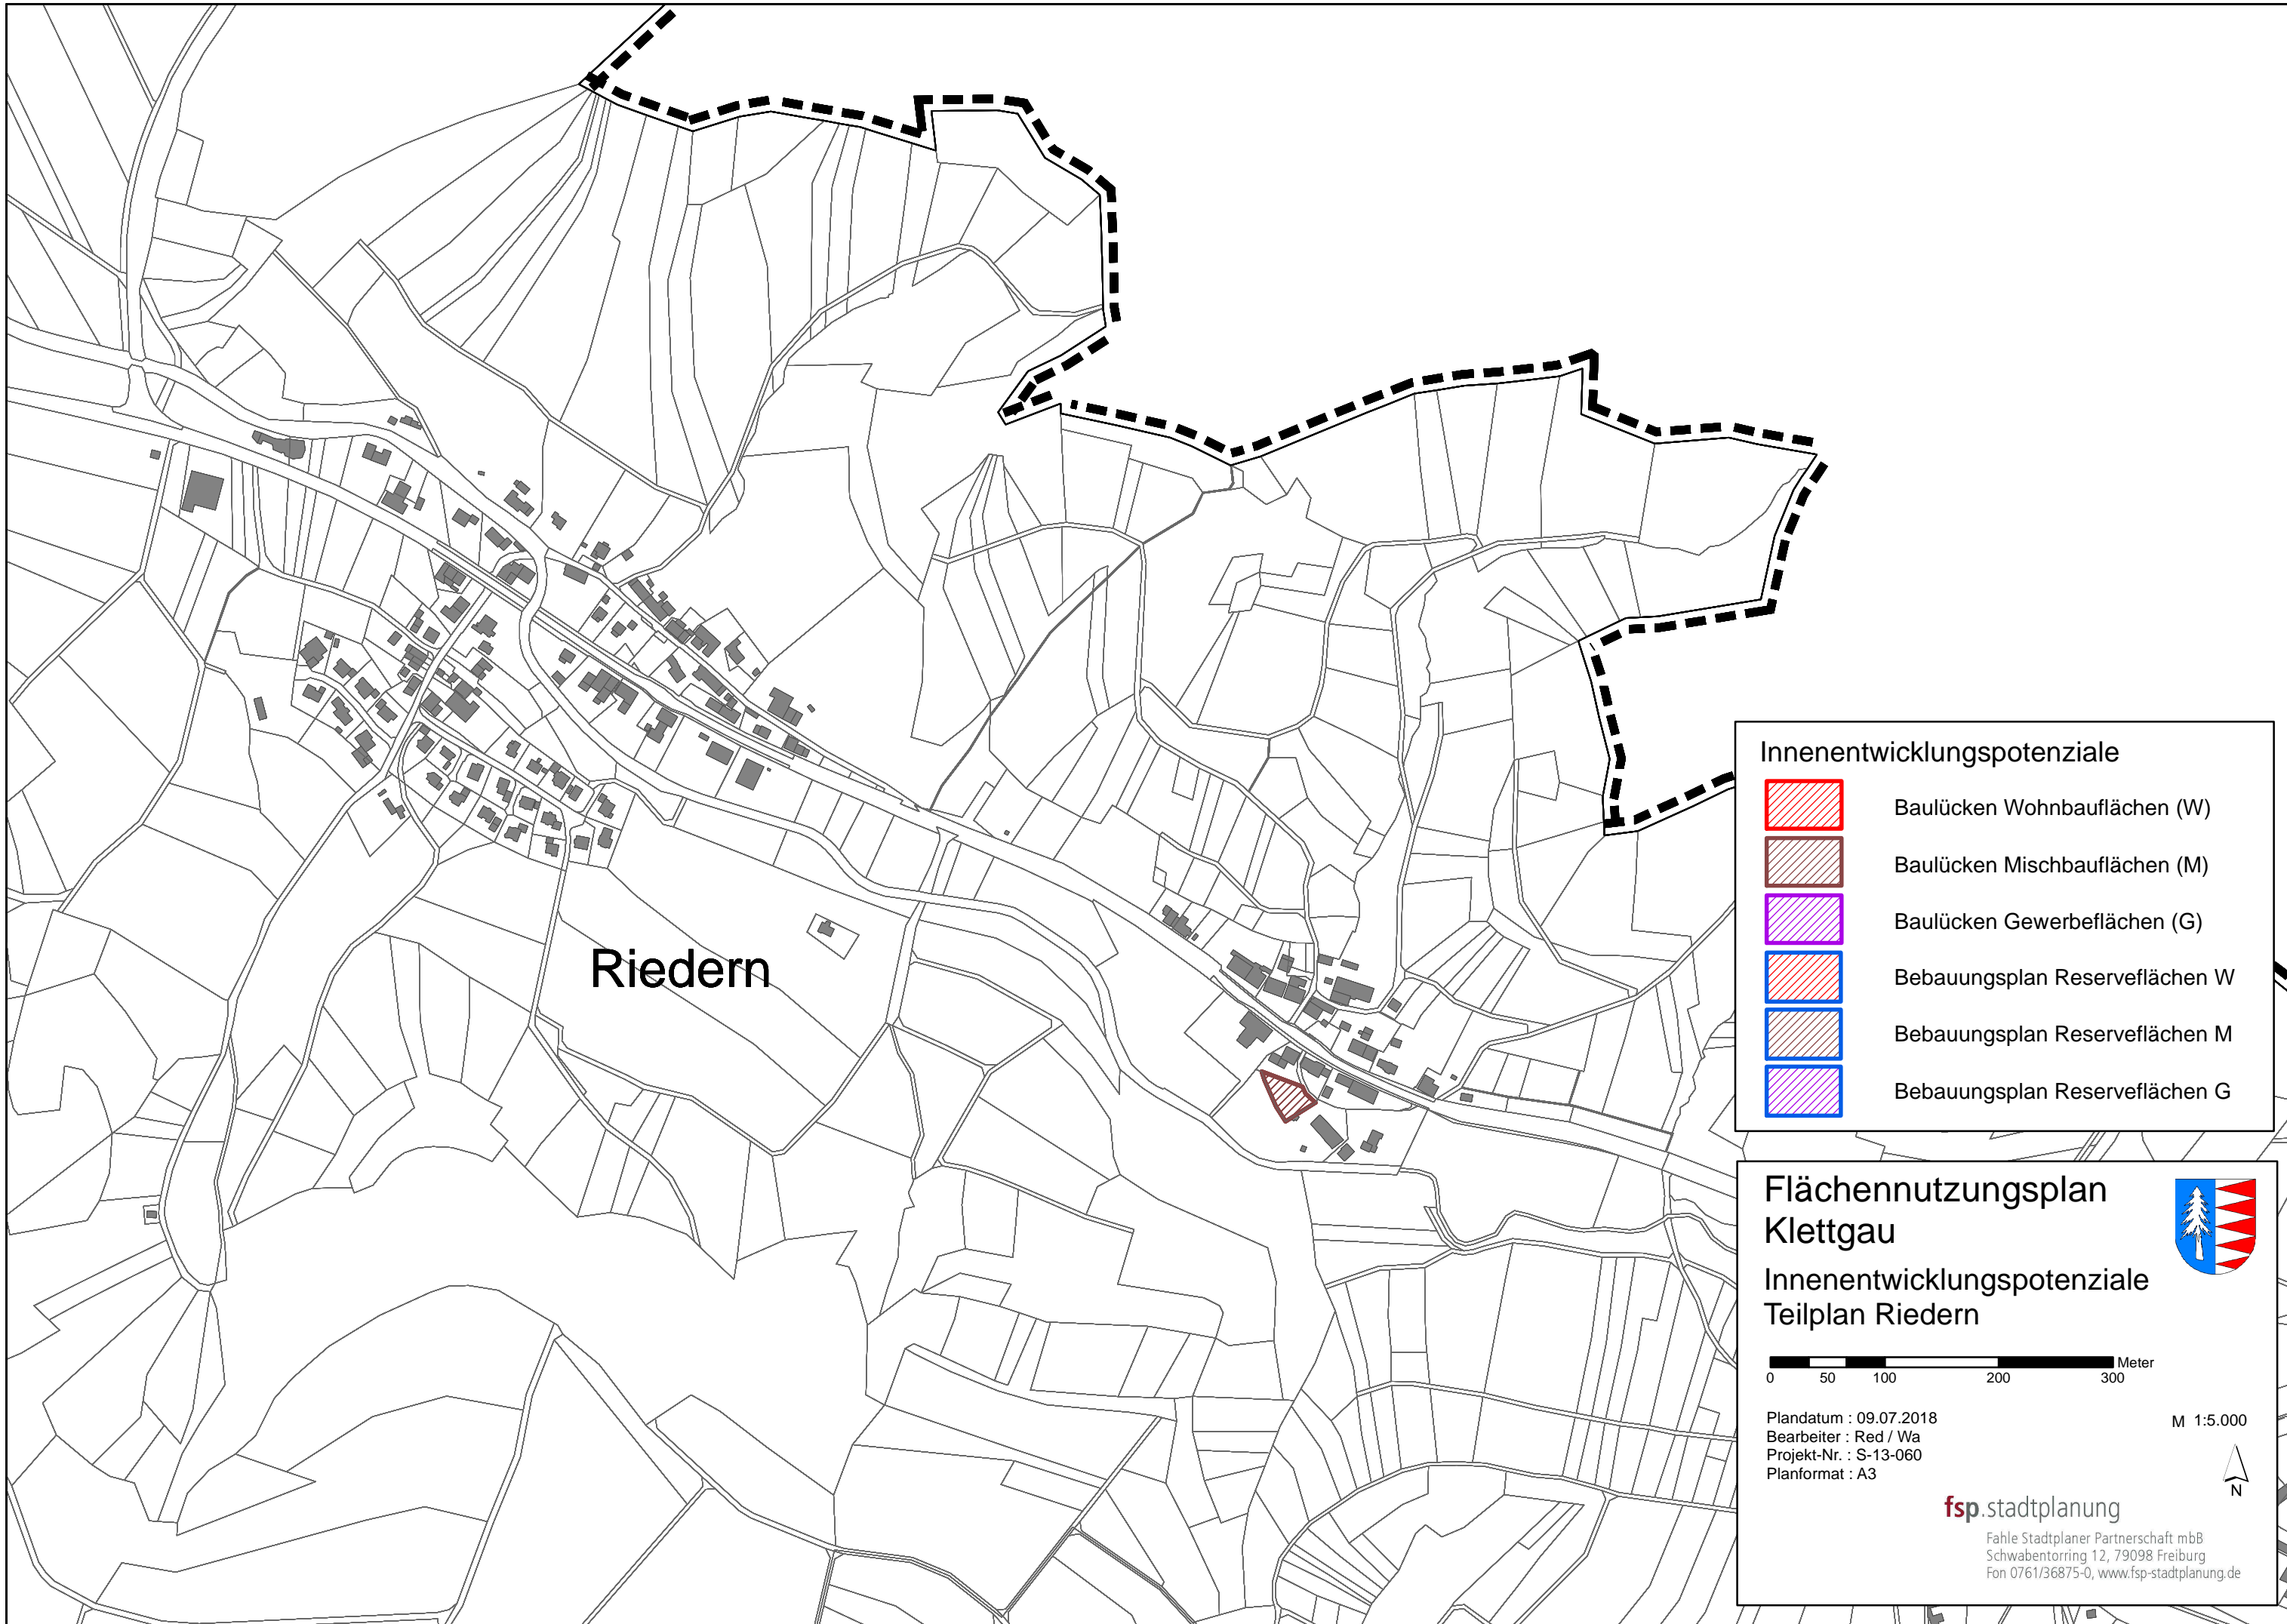 Riedern
Innenentwicklungspotenziale
Baulücken Wohnbauflächen (W)
Baulücken Mischbauflächen (M)
Baulücken Gewerbeflächen (G)
Bebauungsplan Reserveflächen W
Bebauungsplan Reserveflächen M
Bebauungsplan Reserveflächen G
Flächennutzungsplan
Klettgau
Innenentwicklungspotenziale
Teilplan Riedern
Meter
0 50 100 200 300
Plandatum : 09.07.2018
M 1:5.000
Bearbeiter : Red / Wa
Projekt-Nr. : S-13-060
Planformat : A3
N
fsp.stadtplanung
Fahle Stadtplaner Partnerschaft mbB
Schwabentorring 12, 79098 Freiburg
Fon 0761/36875-0, www.fsp-stadtplanung.de